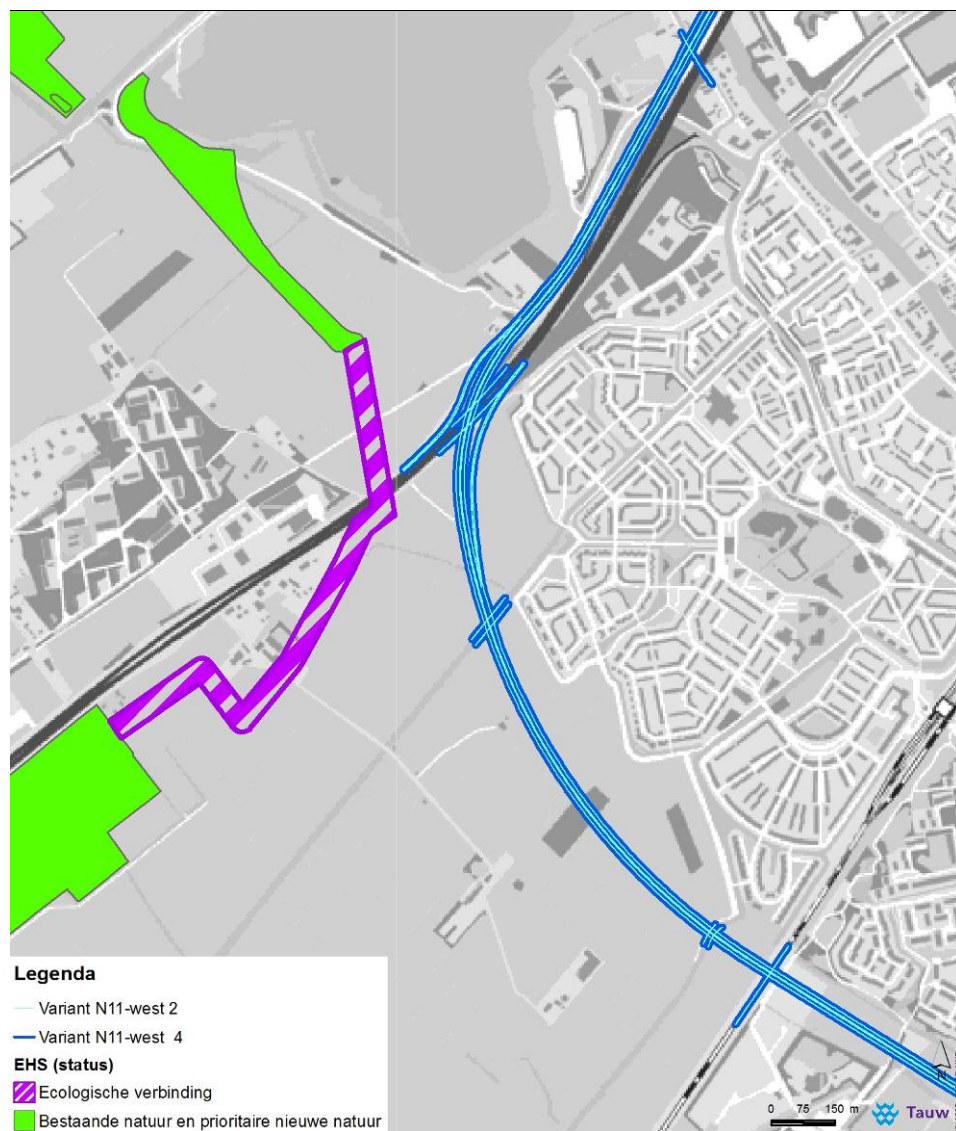 Legenda
Variant N11-west 2
Variant N11-west 4
EHS (status)
Ecologische verbinding
Bestaande natuur en prioritaire nieuwe natuur
0 75 150 m
Tauw
N